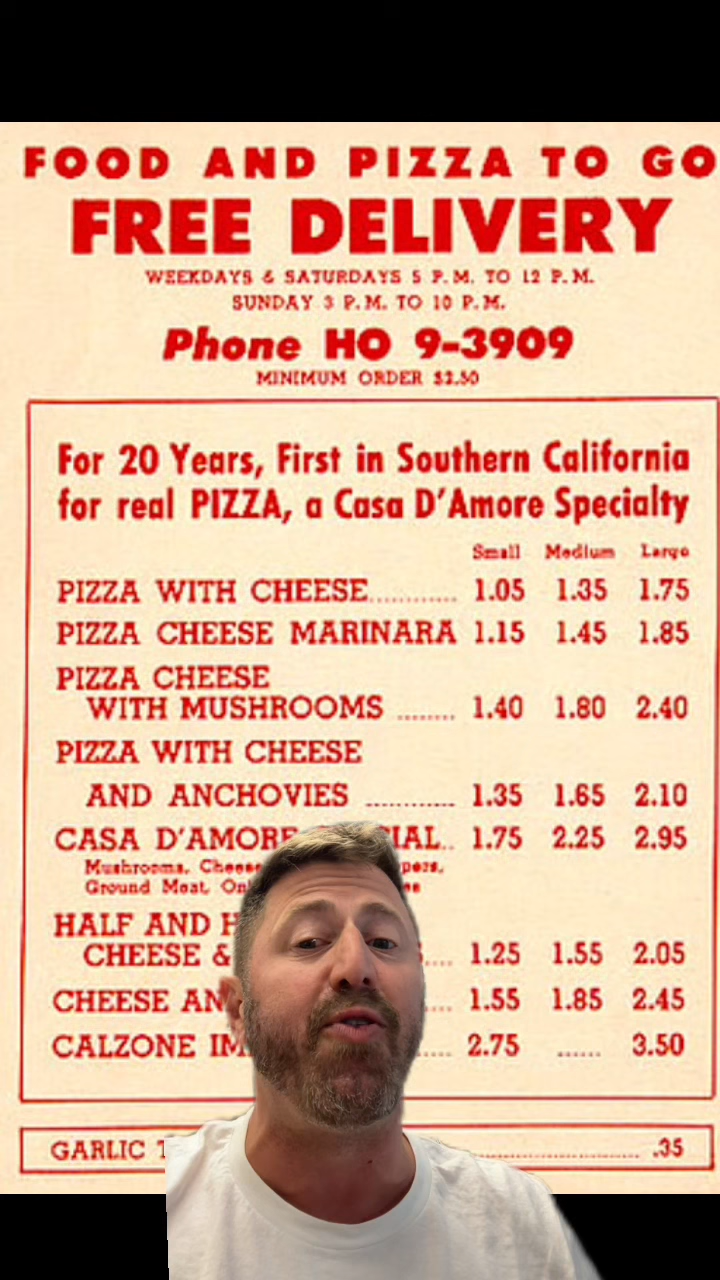 FOOD AND PIZZA TO GO
FREE DELIVERY
WEEKDAYS & SATURDAYS 5 P.M. TO 12 P.M.
SUNDAY 3 P.M. TO 10 P.M.
Phone HO 9-3909
MINIMUM ORDER
For 20 Years, First in Southern California
for real PIZZA, a Casa D'Amore Specialty
Small Medium Large
PIZZA WITH CHEESE............ 1.05 1.35 1.75
PIZZA CHEESE MARINARA 1.15 1.45 1.85
PIZZA CHEESE
WITH MUSHROOMS ........ 1.40 1.80 2.40
PIZZA WITH CHEESE
AND ANCHOVIES ............ 1.35 1.65 2.10
CASA D'AMORE .. 1.75 2.25 2.95
Mushrooms, Cheese
Ground Meat,
HALF AND
CHEESE & .... 1.25 1.55 2.05
CHEESE 1.55 1.85 2.45
CALZONE ..... 2.75 ...... 3.50
GARLIC .35